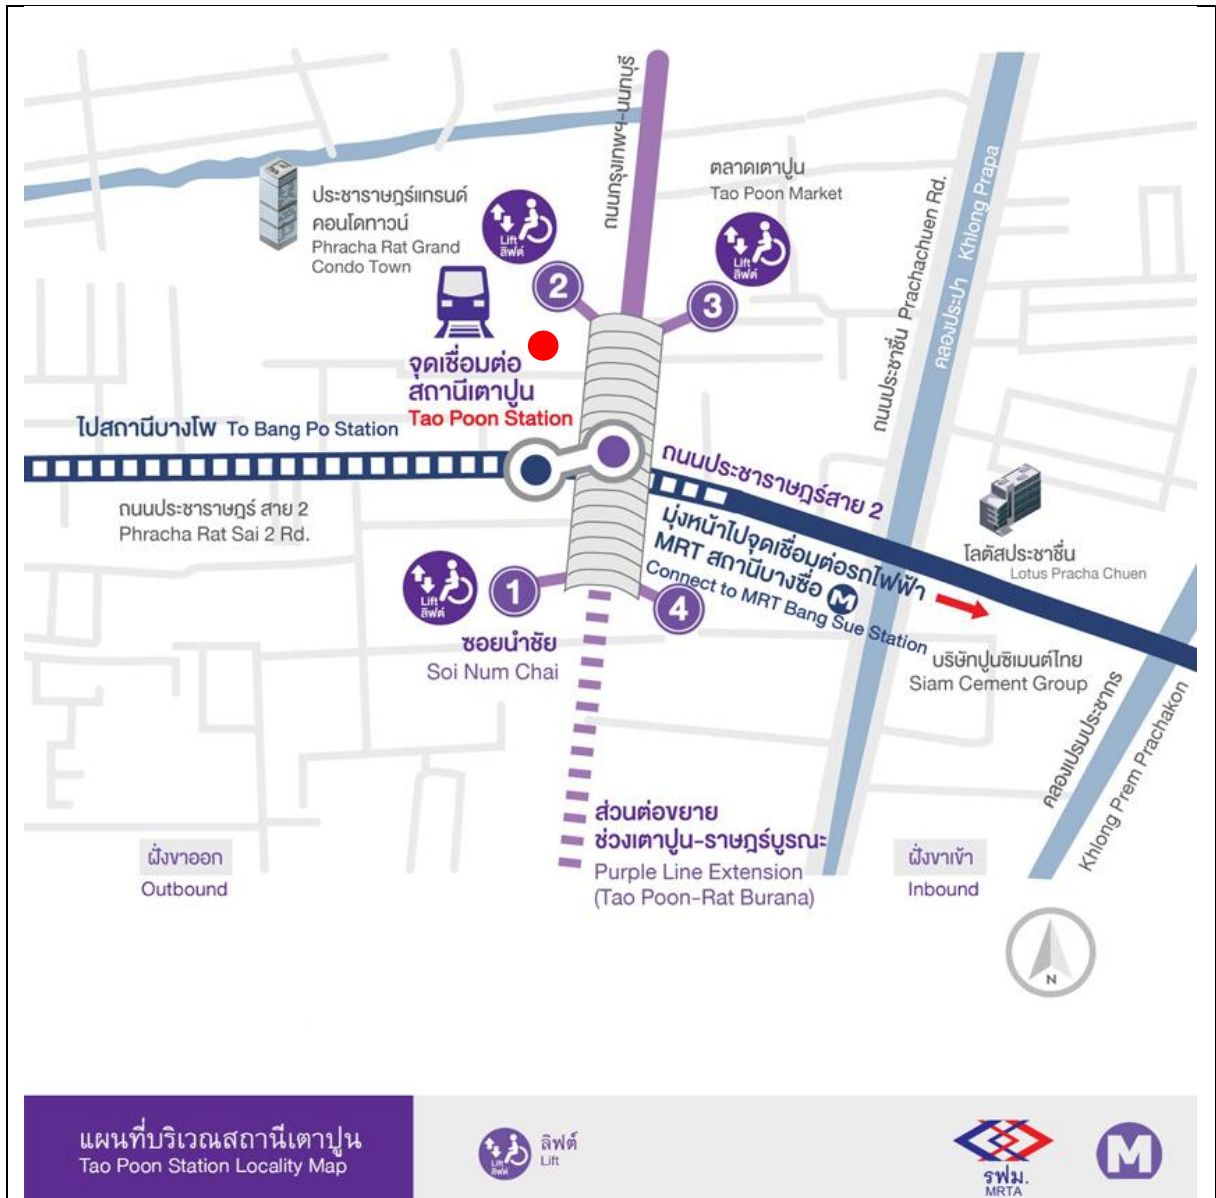 ถนนกรุงเทพฯ-นนทบุรี
ตลาดเตาปูน
Tao Poon Market
ประชาราษฎร์แกรนด์
คอนโดทาวน์
Phracha Rat Grand
Condo Town
Lift
ลิฟต์
Lift
ลิฟต์
2
3
ถนนประชาชื่น Prachachuen Rd.
คลองประปา Khlong Prapa
จุดเชื่อมต่อ
สถานีเตาปูน
Tao Poon Station
ไปสถานีบางโพ To Bang Po Station
ถนนประชาราษฎร์ สาย 2
Phracha Rat Sai 2 Rd.
ถนนประชาราษฎร์สาย 2
มุ่งหน้าไปจุดเชื่อมต่อรถไฟฟ้า
MRT สถานีบางซื่อ M
Connect to MRT Bang Sue Station
โลตัสประชาชื่น
Lotus Pracha Chuen
Lift
ลิฟต์
1
4
ซอยนำชัย
Soi Num Chai
บริษัทปูนซิเมนต์ไทย
Siam Cement Group
คลองเปรมประชากร
Khlong Prem Prachakon
ส่วนต่อขยาย
ช่วงเตาปูน-ราษฎร์บูรณะ
Purple Line Extension
(Tao Poon-Rat Burana)
ฝั่งขาออก
Outbound
ฝั่งขาเข้า
Inbound
N
แผนที่บริเวณสถานีเตาปูน
Tao Poon Station Locality Map
Lift
ลิฟต์
ลิฟต์
Lift
รฟม.
MRTA
M